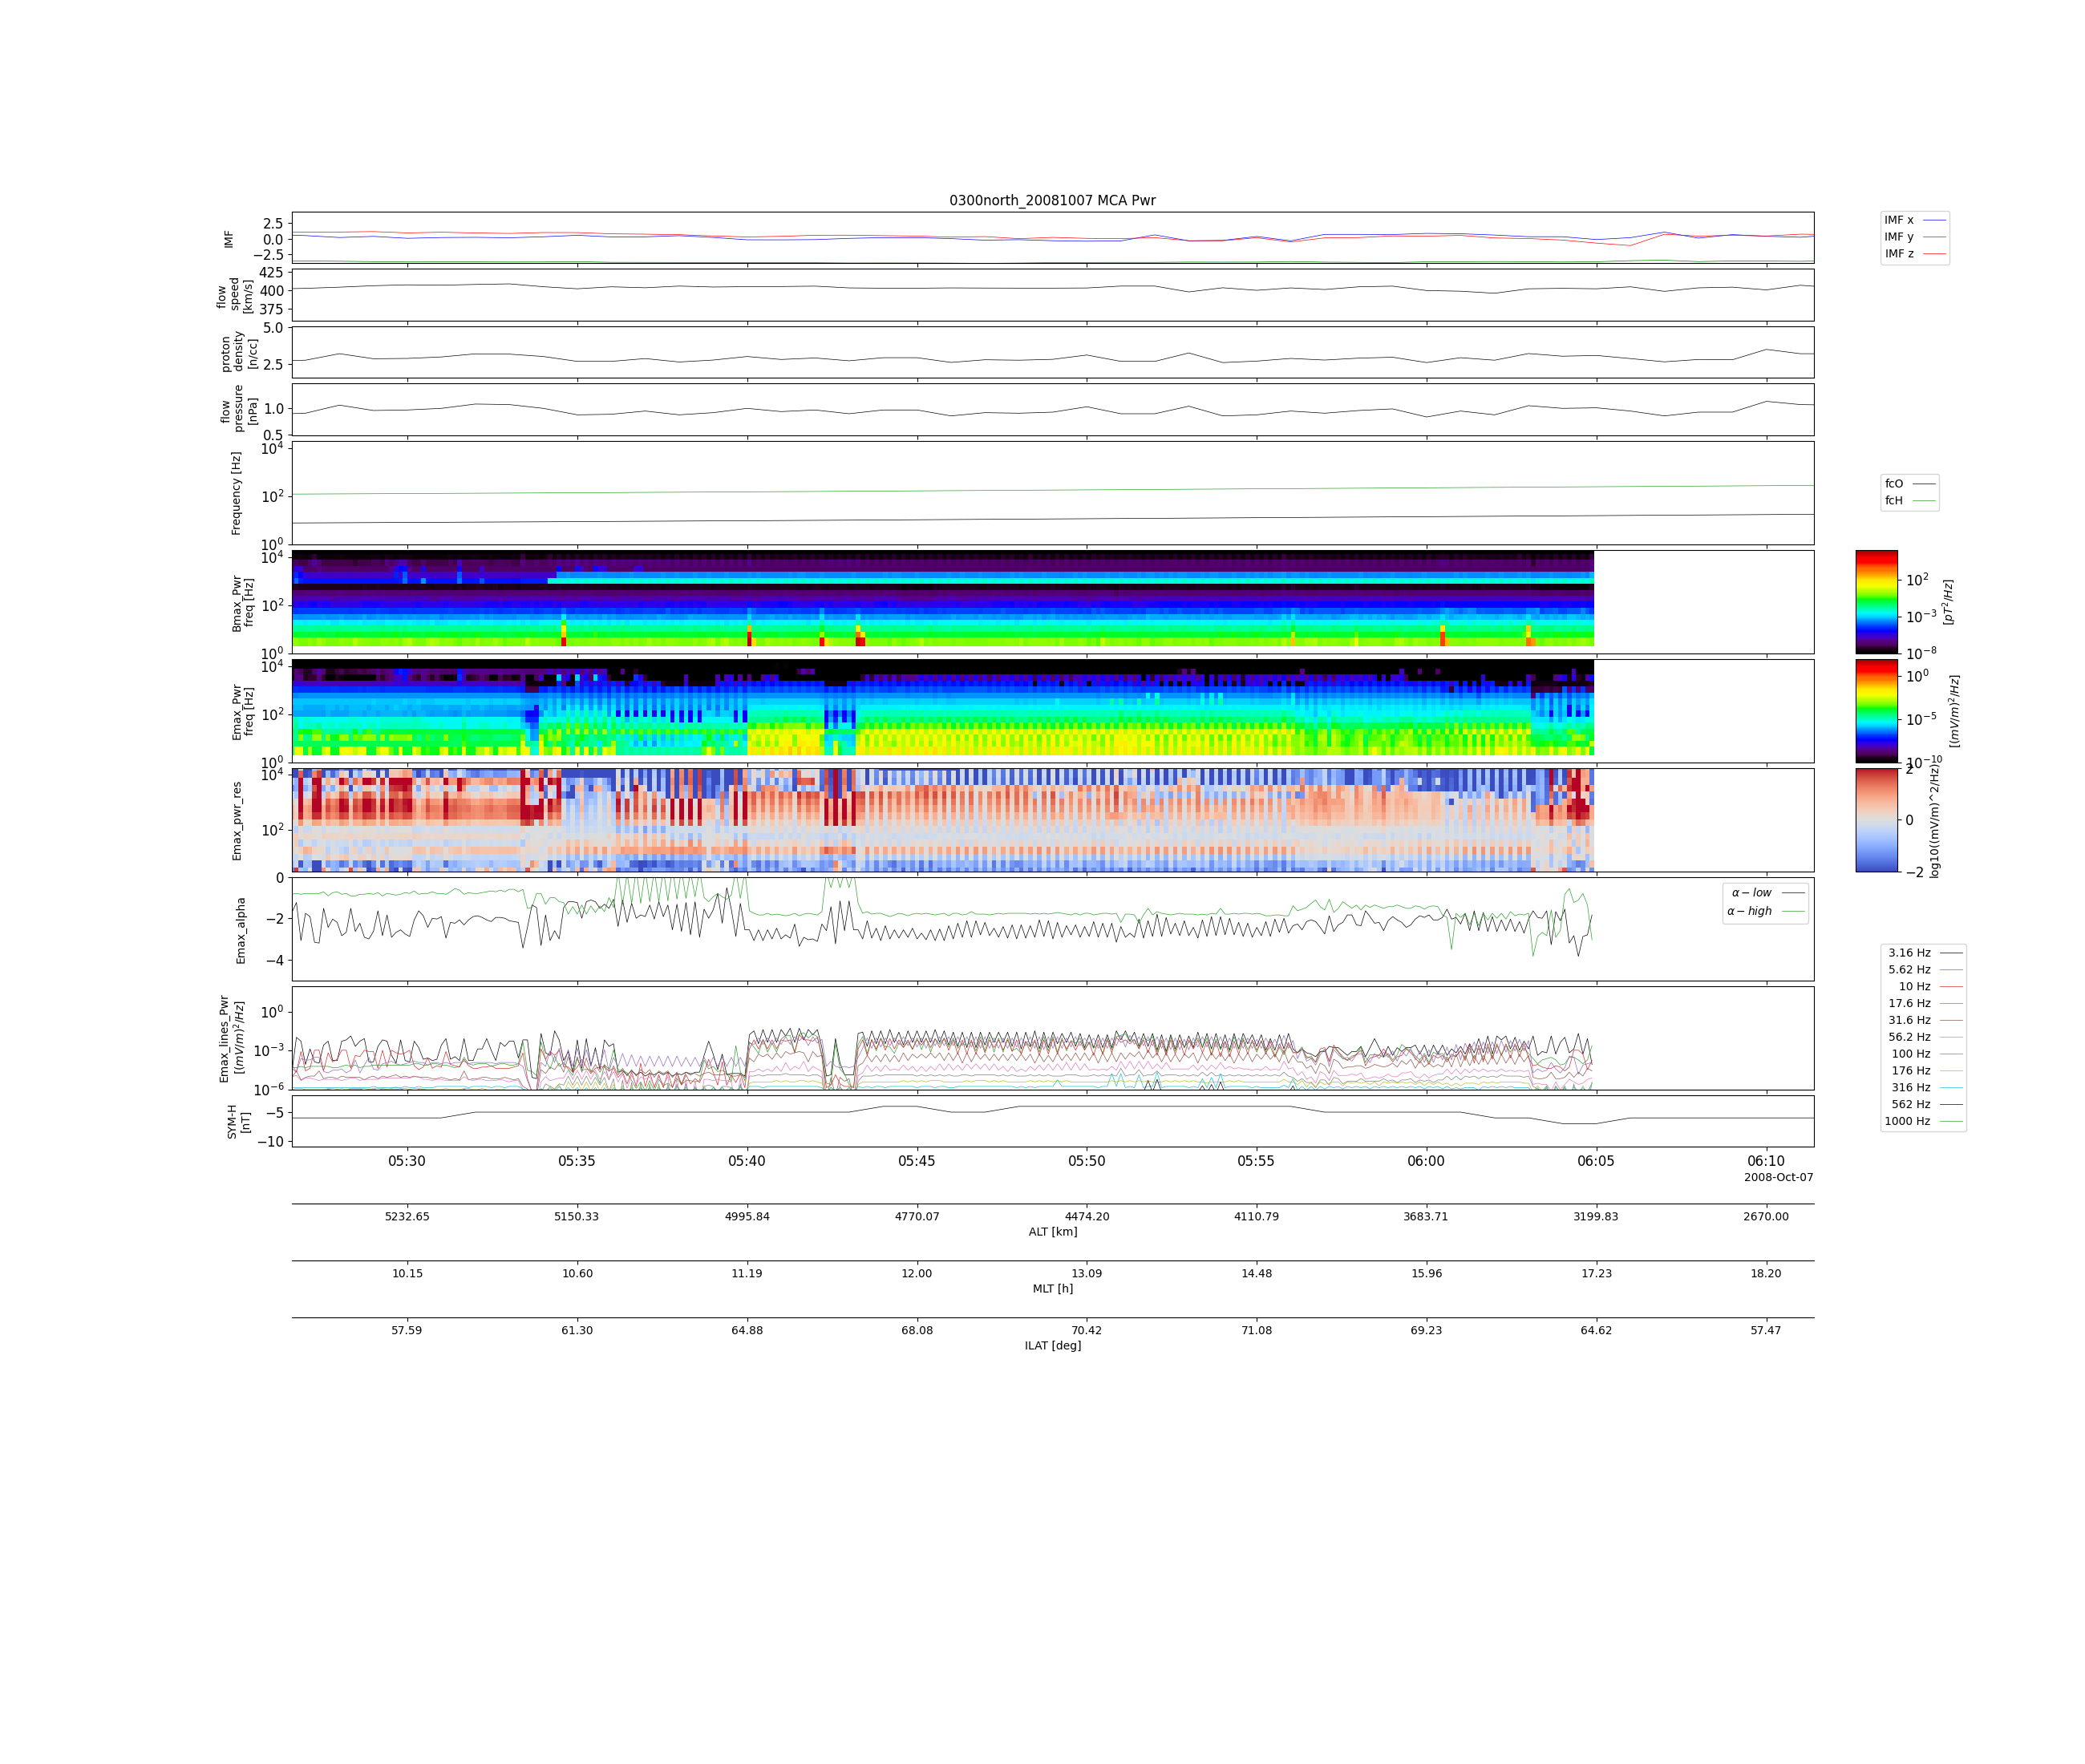 0300north_20081007 MCA Pwr
IMF
2.5
0.0
−2.5
IMF x
IMF y
IMF z
flow
speed
[km/s]
425
400
375
proton
density
[n/cc]
5.0
2.5
flow
pressure
[mPa]
1.0
0.5
Frequency [Hz]
10^4
10^2
10^0
fcO
fcH
Bmax_Pwr
freq [Hz]
10^4
10^2
10^0
10^2
10^−3
10^−8
[pT^2/Hz]
Emax_Pwr
freq [Hz]
10^4
10^2
10^0
10^0
10^−5
10^−10
[(mV/m)^2/Hz]
Emax_pwr_res
10^4
10^2
2
0
−2
log10((mV/m)^2/Hz)
Emax_alpha
0
−2
−4
α − low
α − high
Emax_lines_Pwr
[(mV/m)^2/Hz]
10^0
10^−3
10^−6
3.16 Hz
5.62 Hz
10 Hz
17.6 Hz
31.6 Hz
56.2 Hz
100 Hz
176 Hz
316 Hz
562 Hz
1000 Hz
SYM-H
[nT]
−5
−10
05:30 05:35 05:40 05:45 05:50 05:55 06:00 06:05 06:10
2008-Oct-07
5232.65 5150.33 4995.84 4770.07 4474.20 4110.79 3683.71 3199.83 2670.00
ALT [km]
10.15 10.60 11.19 12.00 13.09 14.48 15.96 17.23 18.20
MLT [h]
57.59 61.30 64.88 68.08 70.42 71.08 69.23 64.62 57.47
ILAT [deg]